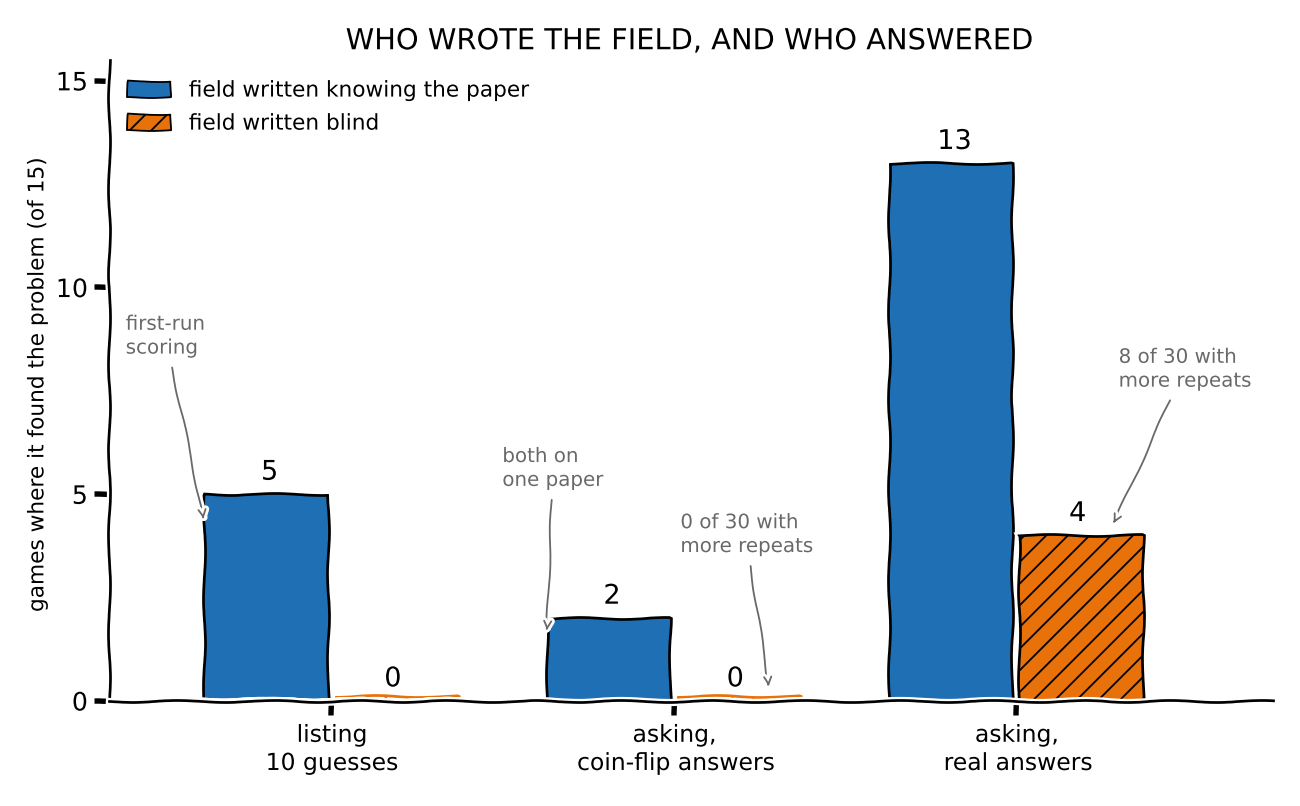 WHO WROTE THE FIELD, AND WHO ANSWERED
field written knowing the paper
field written blind
games where it found the problem (of 15)
15
10
5
0
first-run
scoring
5
0
both on
one paper
2
0 of 30 with
more repeats
0
13
8 of 30 with
more repeats
4
listing
10 guesses
asking,
coin-flip answers
asking,
real answers